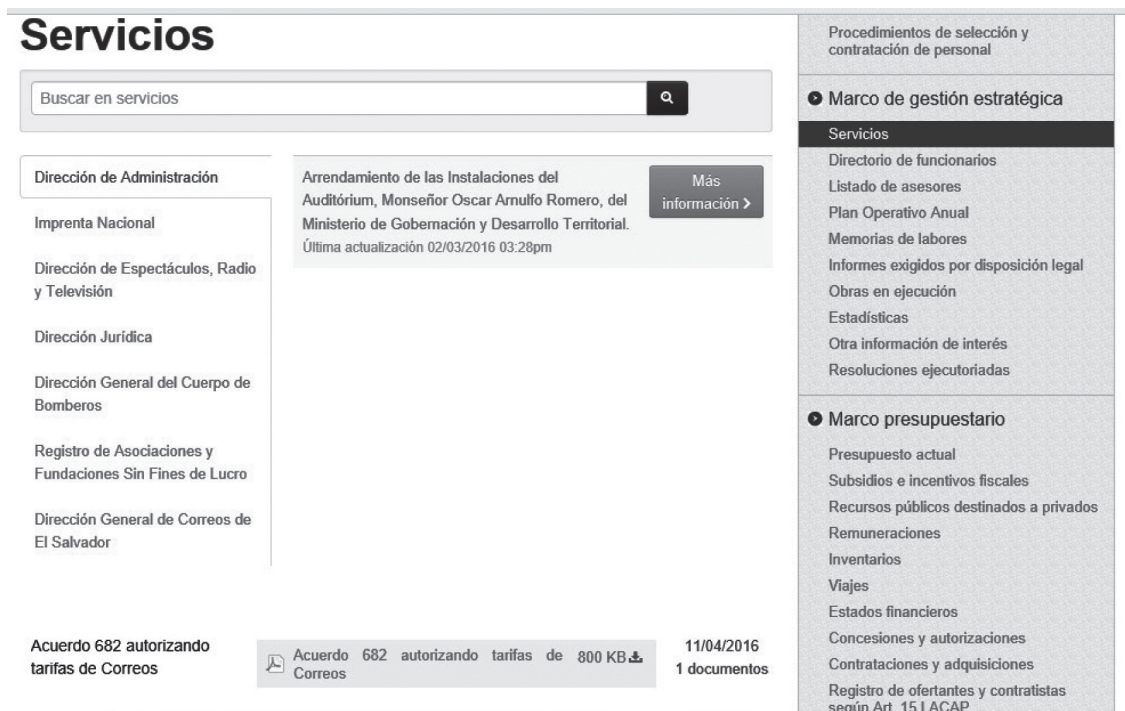 Servicios
Buscar en servicios
Dirección de Administración
Imprenta Nacional
Dirección de Espectáculos, Radio
y Televisión
Dirección Jurídica
Dirección General del Cuerpo de
Bomberos
Registro de Asociaciones y
Fundaciones Sin Fines de Lucro
Dirección General de Correos de
El Salvador
Arrendamiento de las Instalaciones del
Auditórium, Monseñor Oscar Arnulfo Romero, del
Ministerio de Gobernación y Desarrollo Territorial.
Última actualización 02/03/2016 03:28pm
Más
información
Acuerdo 682 autorizando
tarifas de Correos
Acuerdo 682 autorizando tarifas de
Correos
800 KB
11/04/2016
1 documentos
Procedimientos de selección y
contratación de personal
Marco de gestión estratégica
Servicios
Directorio de funcionarios
Listado de asesores
Plan Operativo Anual
Memorias de labores
Informes exigidos por disposición legal
Obras en ejecución
Estadísticas
Otra información de interés
Resoluciones ejecutoriadas
Marco presupuestario
Presupuesto actual
Subsidios e incentivos fiscales
Recursos públicos destinados a privados
Remuneraciones
Inventarios
Viajes
Estados financieros
Concesiones y autorizaciones
Contrataciones y adquisiciones
Registro de ofertantes y contratistas
según Art. 15 LACAP